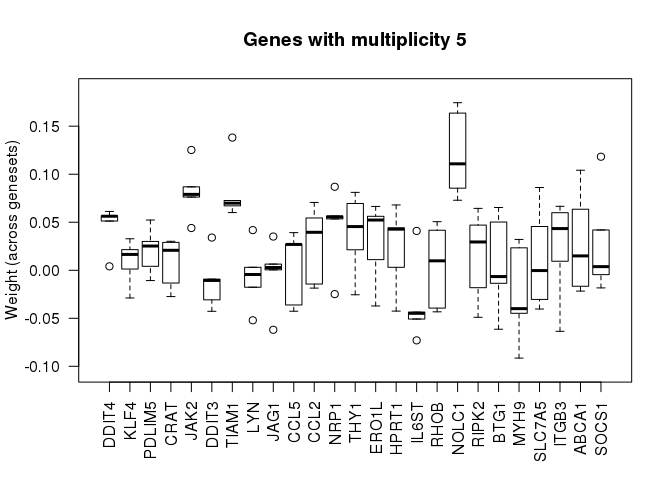 Genes with multiplicity 5
Weight (across genesets)
0.15
0.10
0.05
0.00
-0.05
-0.10
DDIT4
KLF4
PDLIM5
CRAT
JAK2
DDIT3
TIAM1
LYN
JAG1
CCL5
CCL2
NRP1
THY1
ERO1L
HPRT1
IL6ST
RHOB
NOLC1
RIPK2
BTG1
MYH9
SLC7A5
ITGB3
ABCA1
SOCS1